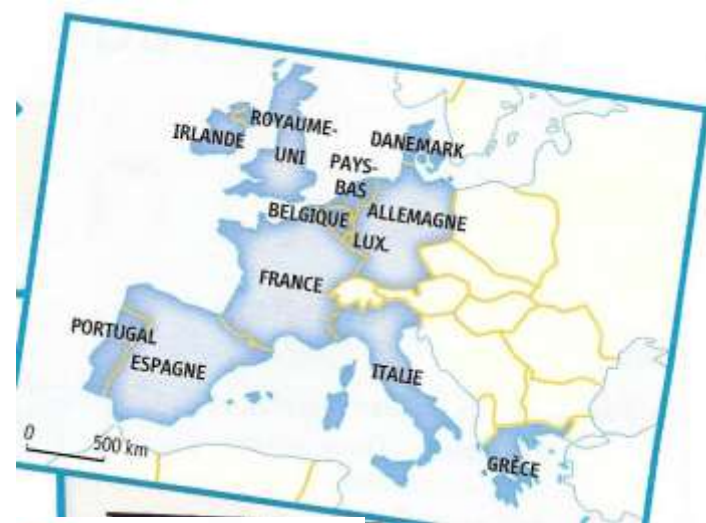 ROYAUME-
UNI
IRLANDE
DANEMARK
PAYS-
BAS
BELGIQUE
ALLEMAGNE
LUX.
FRANCE
PORTUGAL
ESPAGNE
ITALIE
GRÈCE
0 500 km